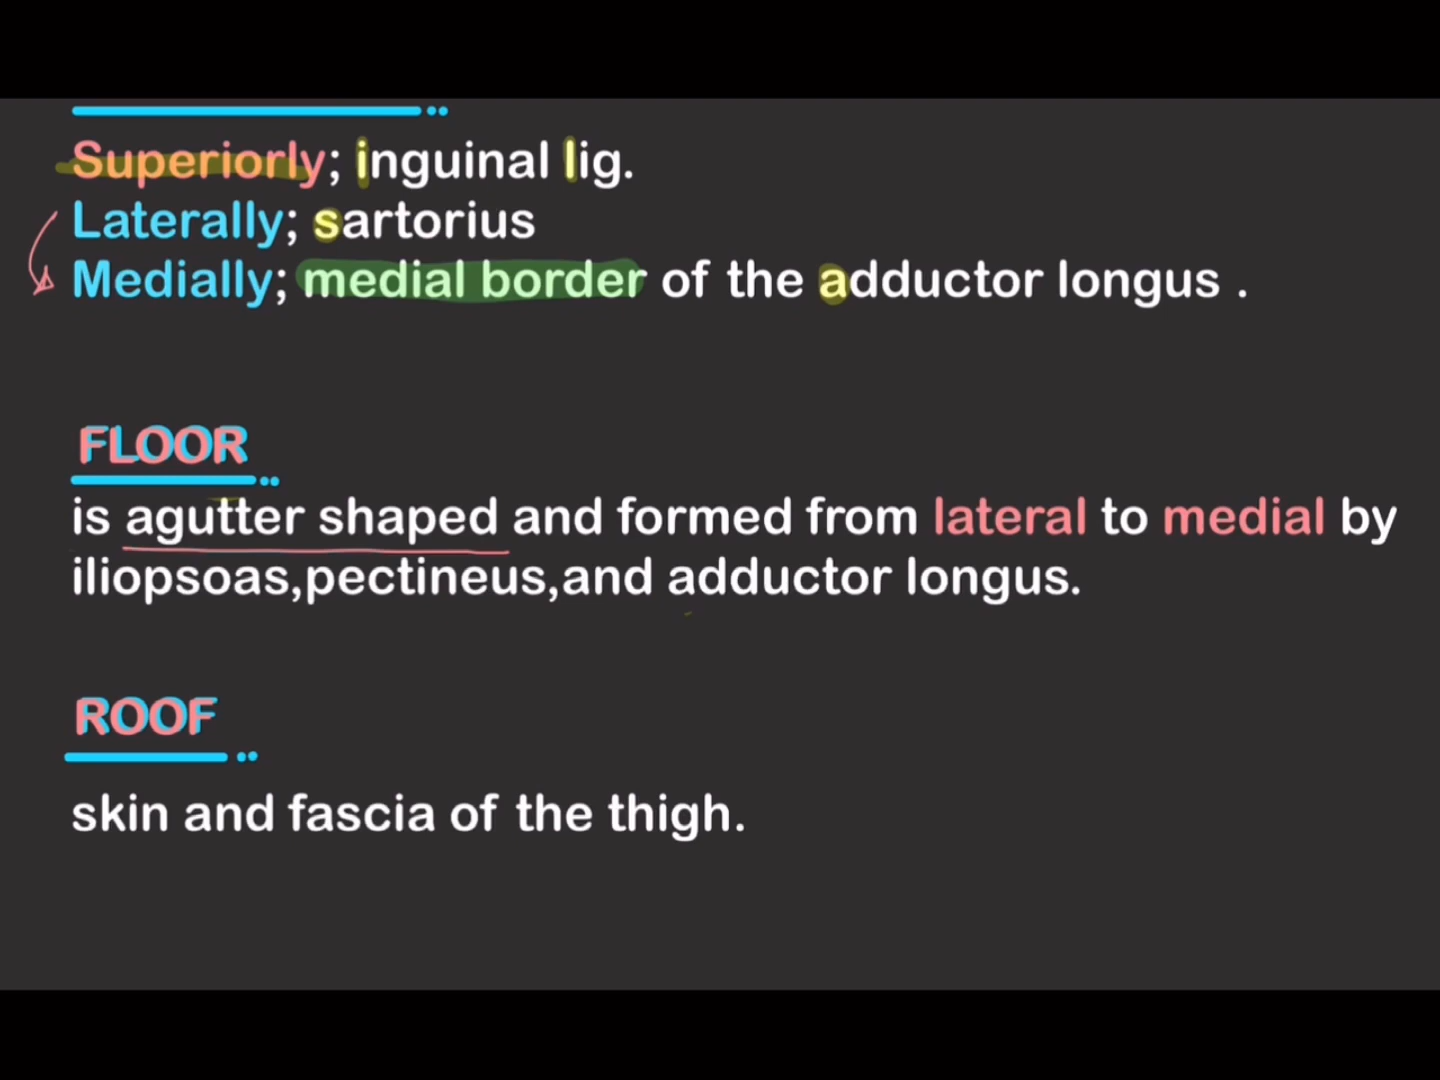 Superiorly; inguinal lig.
Laterally; sartorius
Medially; medial border of the adductor longus .
FLOOR
is agutter shaped and formed from lateral to medial by
iliopsoas,pectineus,and adductor longus.
ROOF
skin and fascia of the thigh.